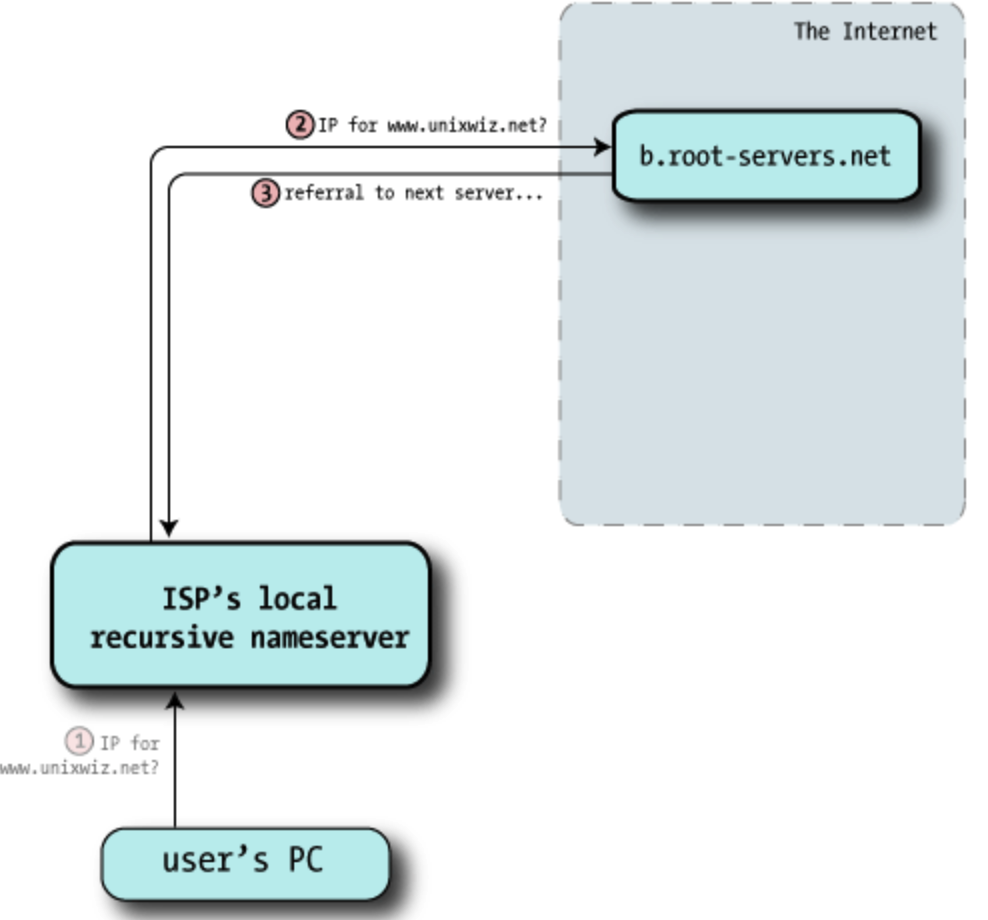 The Internet
2 IP for www.unixwiz.net?
b.root-servers.net
3 referral to next server...
ISP’s local
recursive nameserver
1 IP for
www.unixwiz.net?
user’s PC